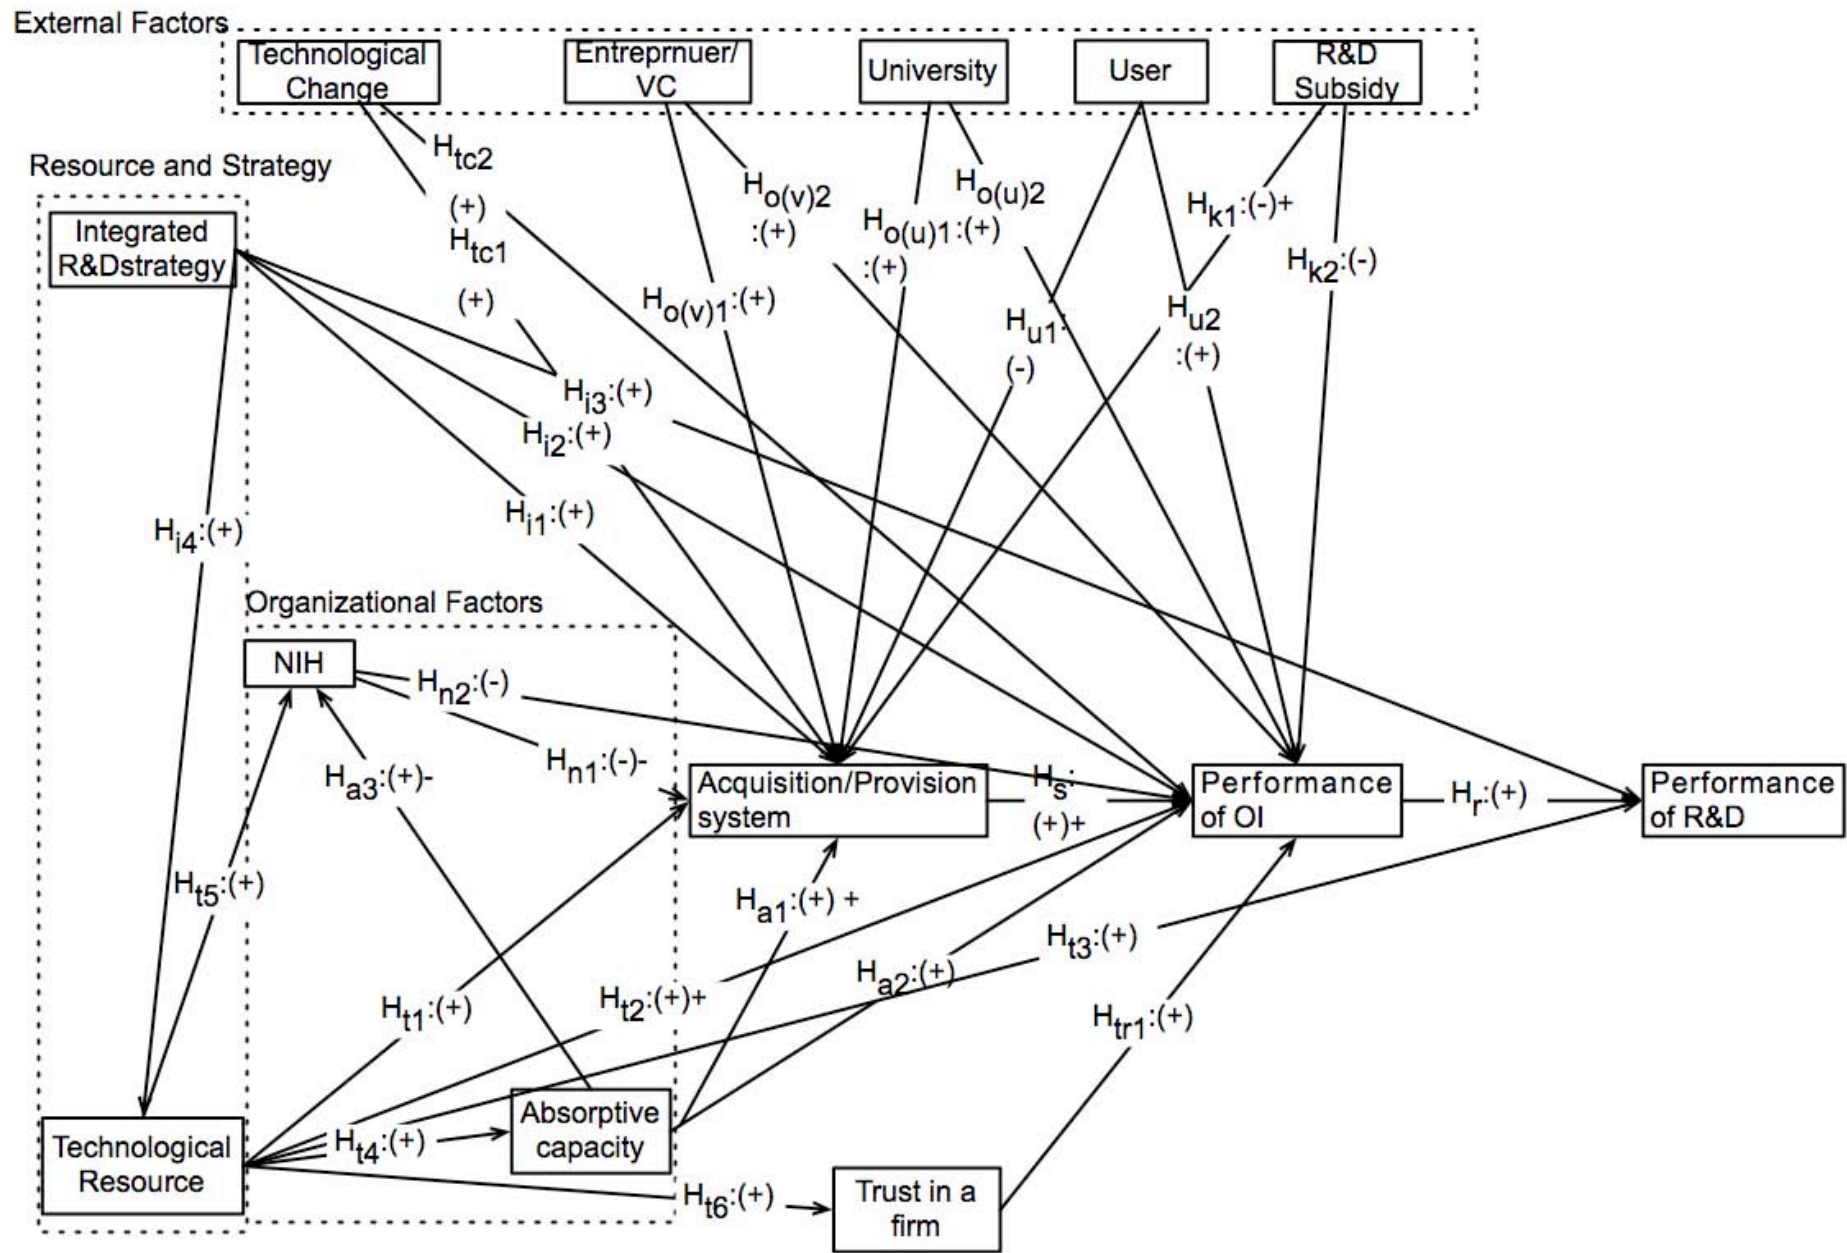 External Factors
Technological
Change
Entreprnuer/
VC
University
User
R&D
Subsidy
Htc2
(+)
Htc1
(+)
Ho(v)2
:(+)
Ho(u)2
:(+)
Ho(u)1
:(+)
Hk1:(-)+
Hk2:(-)
Ho(v)1:(+)
Hu1:
(-)
Hu2
:(+)
Resource and Strategy
Integrated
R&Dstrategy
Hi3:(+)
Hi2:(+)
Hi1:(+)
Hi4:(+)
Organizational Factors
NIH
Hn2:(-)
Hn1:(-)-
Ha3:(+)-
Acquisition/Provision
system
Hs:
(+)+
Performance
of OI
Hr:(+)
Performance
of R&D
Ht5:(+)
Ha1:(+) +
Ht3:(+)
Ha2:(+)
Ht2:(+)+
Ht1:(+)
Htr1:(+)
Technological
Resource
Ht4:(+)
Absorptive
capacity
Ht6:(+)
Trust in a
firm